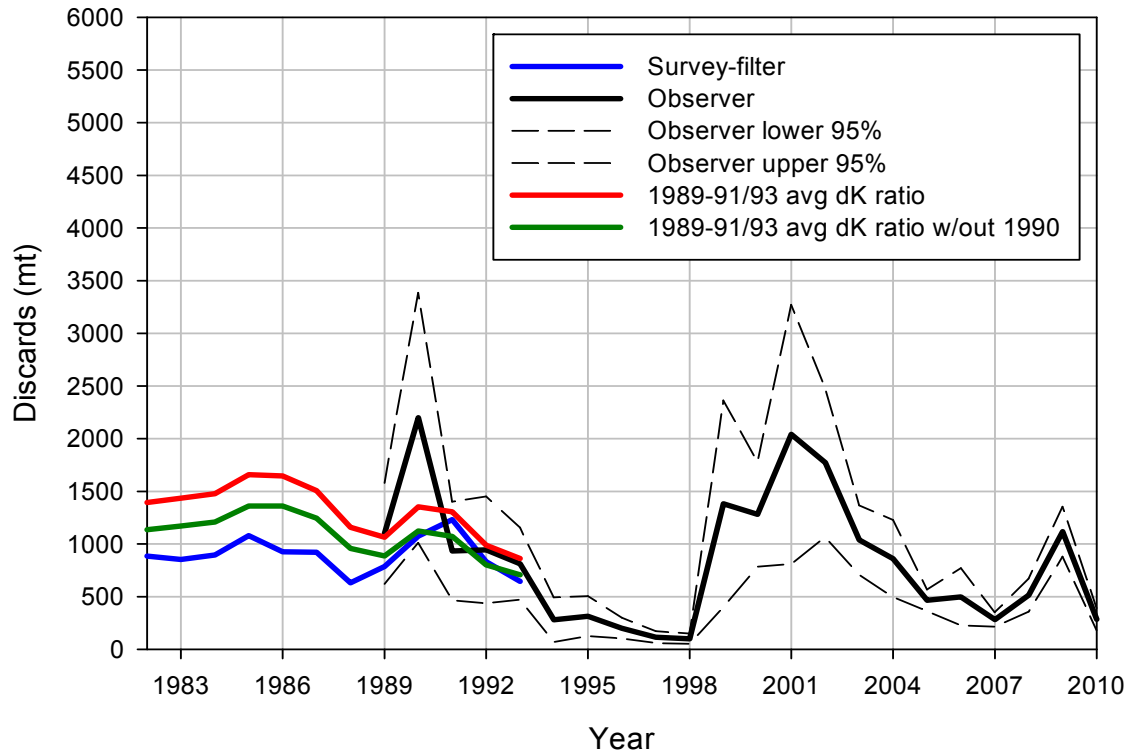 6000
5500
5000
4500
4000
3500
3000
2500
2000
1500
1000
500
0
Discards (mt)
Survey-filter
Observer
Observer lower 95%
Observer upper 95%
1989-91/93 avg dK ratio
1989-91/93 avg dK ratio w/out 1990
1983 1986 1989 1992 1995 1998 2001 2004 2007 2010
Year